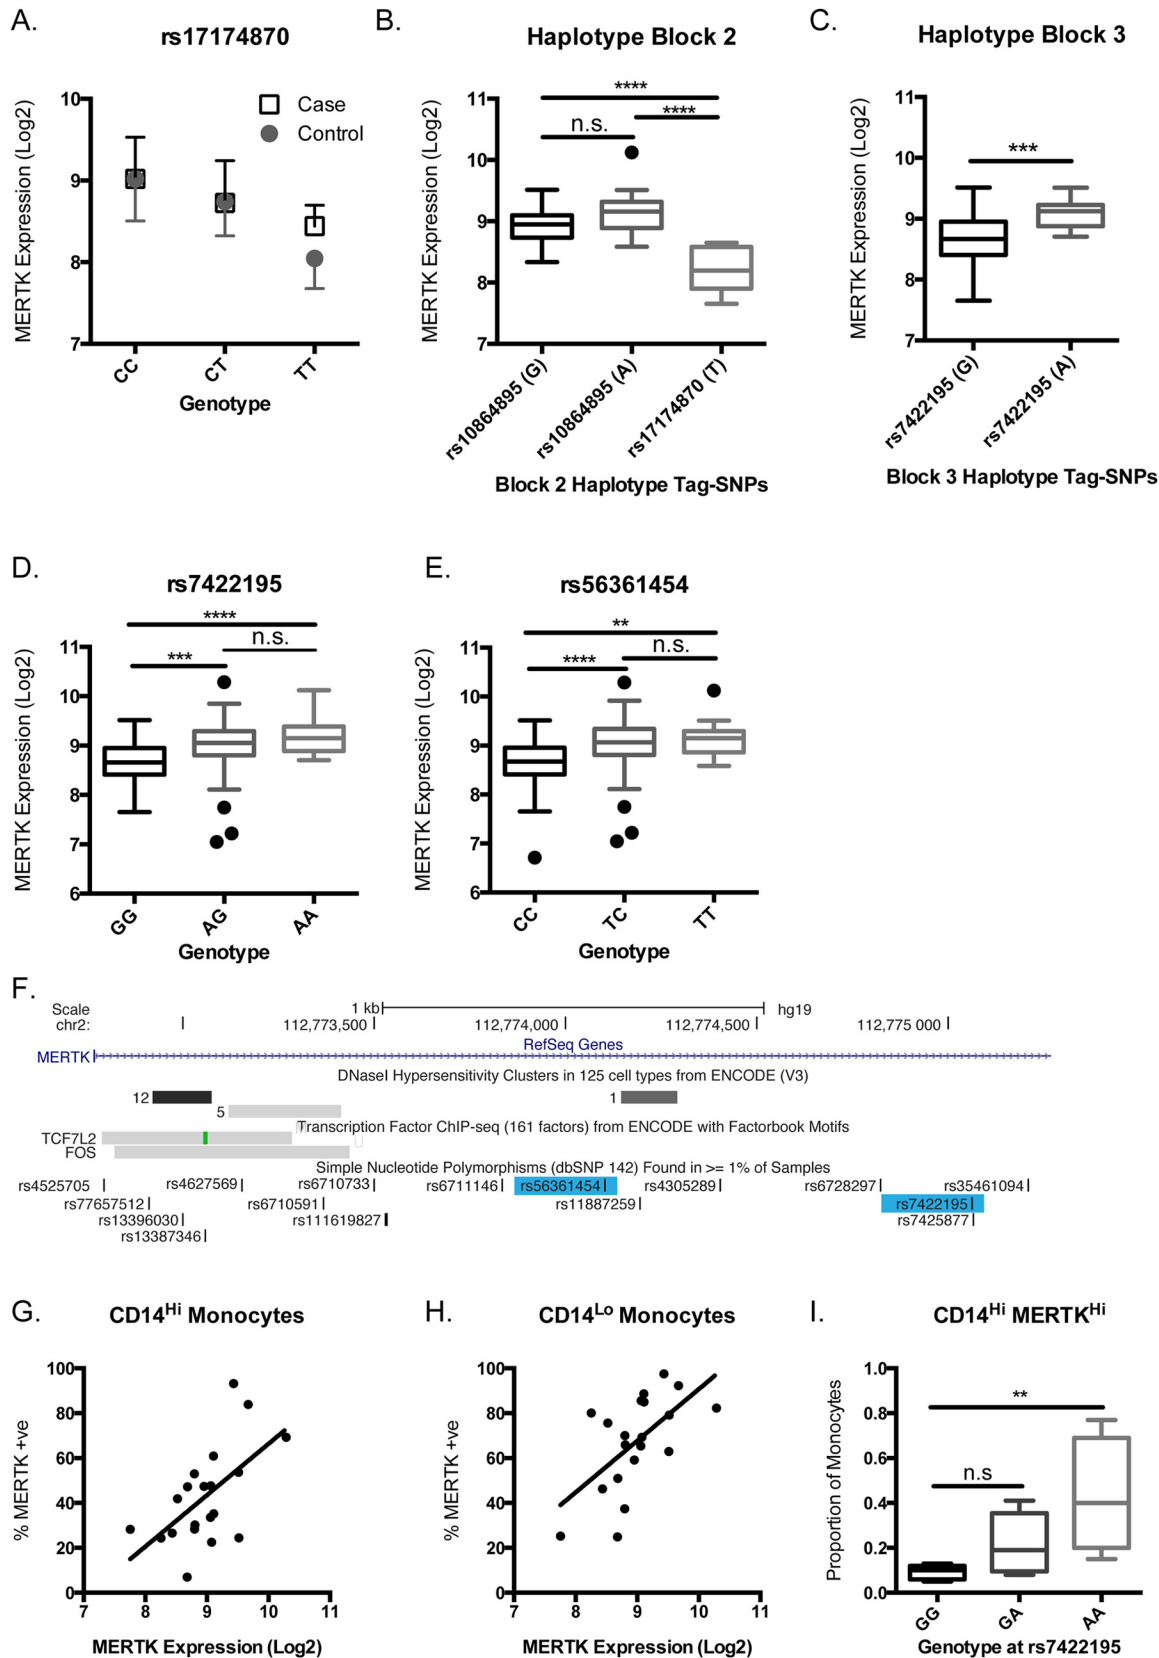 A.
rs17174870
MERTK Expression (Log2)
10
9
8
7
Case
Control
CC
CT
TT
Genotype
B.
Haplotype Block 2
MERTK Expression (Log2)
11
10
9
8
7
****
****
n.s.
rs10864895 (G)
rs10864895 (A)
rs17174870 (T)
Block 2 Haplotype Tag-SNPs
C.
Haplotype Block 3
MERTK Expression (Log2)
11
10
9
8
7
***
rs7422195 (G)
rs7422195 (A)
Block 3 Haplotype Tag-SNPs
D.
rs7422195
MERTK Expression (Log2)
11
10
9
8
7
6
****
n.s.
***
GG
AG
AA
Genotype
E.
rs56361454
MERTK Expression (Log2)
11
10
9
8
7
6
**
n.s.
****
CC
TC
TT
Genotype
F.
Scale 1 kb hg19
chr2: 112,773,500 112,774,000 112,774,500 112,775 000
RefSeq Genes
MERTK
DNaseI Hypersensitivity Clusters in 125 cell types from ENCODE (V3)
12 1
5
Transcription Factor ChIP-seq (161 factors) from ENCODE with Factorbook Motifs
TCF7L2 U
FOS
Simple Nucleotide Polymorphisms (dbSNP 142) Found in >= 1% of Samples
rs4525705 rs4627569 rs6710733 rs6711146 rs56361454 rs4305289 rs6728297 rs35461094
rs77657512 rs6710591 rs11887259 rs7422195
rs13396030 rs111619827 rs7425877
rs13387346
G.
CD14Hi Monocytes
% MERTK +ve
100
80
60
40
20
0
7 8 9 10 11
MERTK Expression (Log2)
H.
CD14Lo Monocytes
% MERTK +ve
100
80
60
40
20
0
7 8 9 10 11
MERTK Expression (Log2)
I.
CD14Hi MERTKHi
Proportion of Monocytes
1.0
0.8
0.6
0.4
0.2
0.0
**
n.s
GG
GA
AA
Genotype at rs7422195